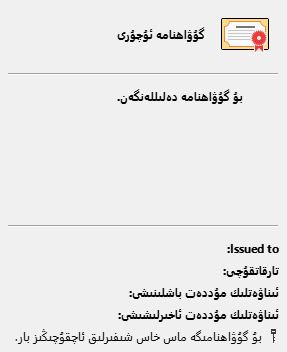 گۇۋاھنامە ئۇچۇرى
بۇ گۇۋاھنامە دەلىللەنگەن.
Issued to:
تارقاتقۇچى:
ئىناۋەتلىك مۇددەت باشلىنىشى:
ئىناۋەتلىك مۇددەت ئاخىرلىشىشى:
بۇ گۇۋاھنامىگە ماس خاس شىفىرلىق ئاچقۇچىڭىز بار.